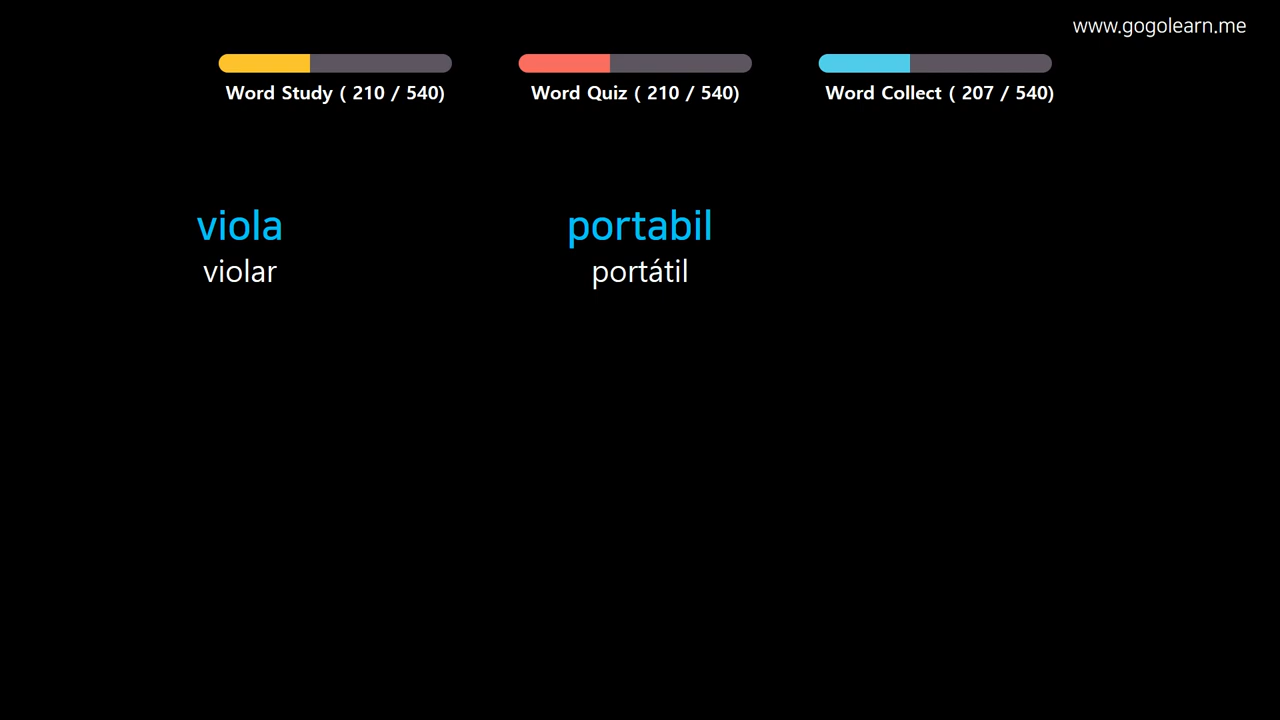 www.gogolearn.me
Word Study ( 210 / 540)
Word Quiz ( 210 / 540)
Word Collect ( 207 / 540)
viola
violar
portabil
portátil